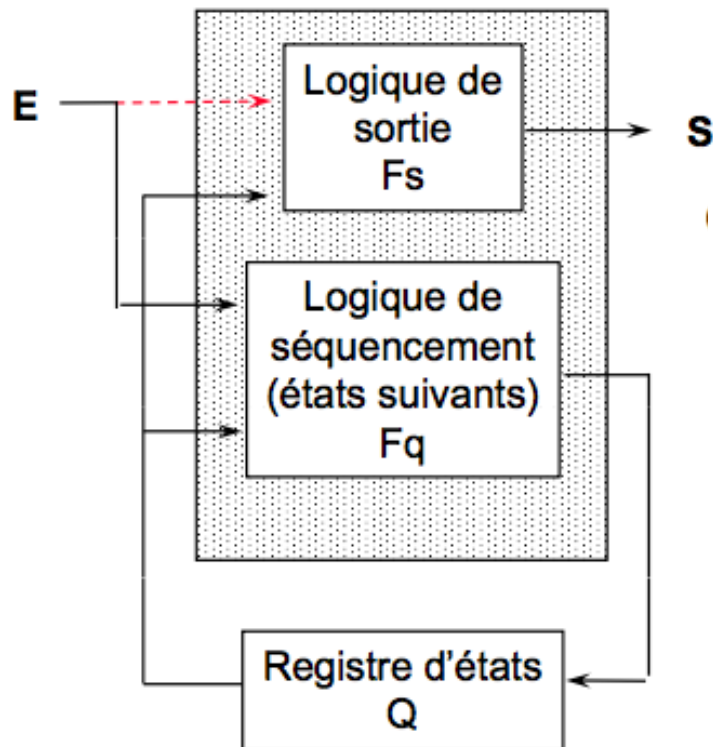 E
Logique de
sortie
Fs
S
Logique de
séquencement
(états suivants)
Fq
Registre d'états
Q